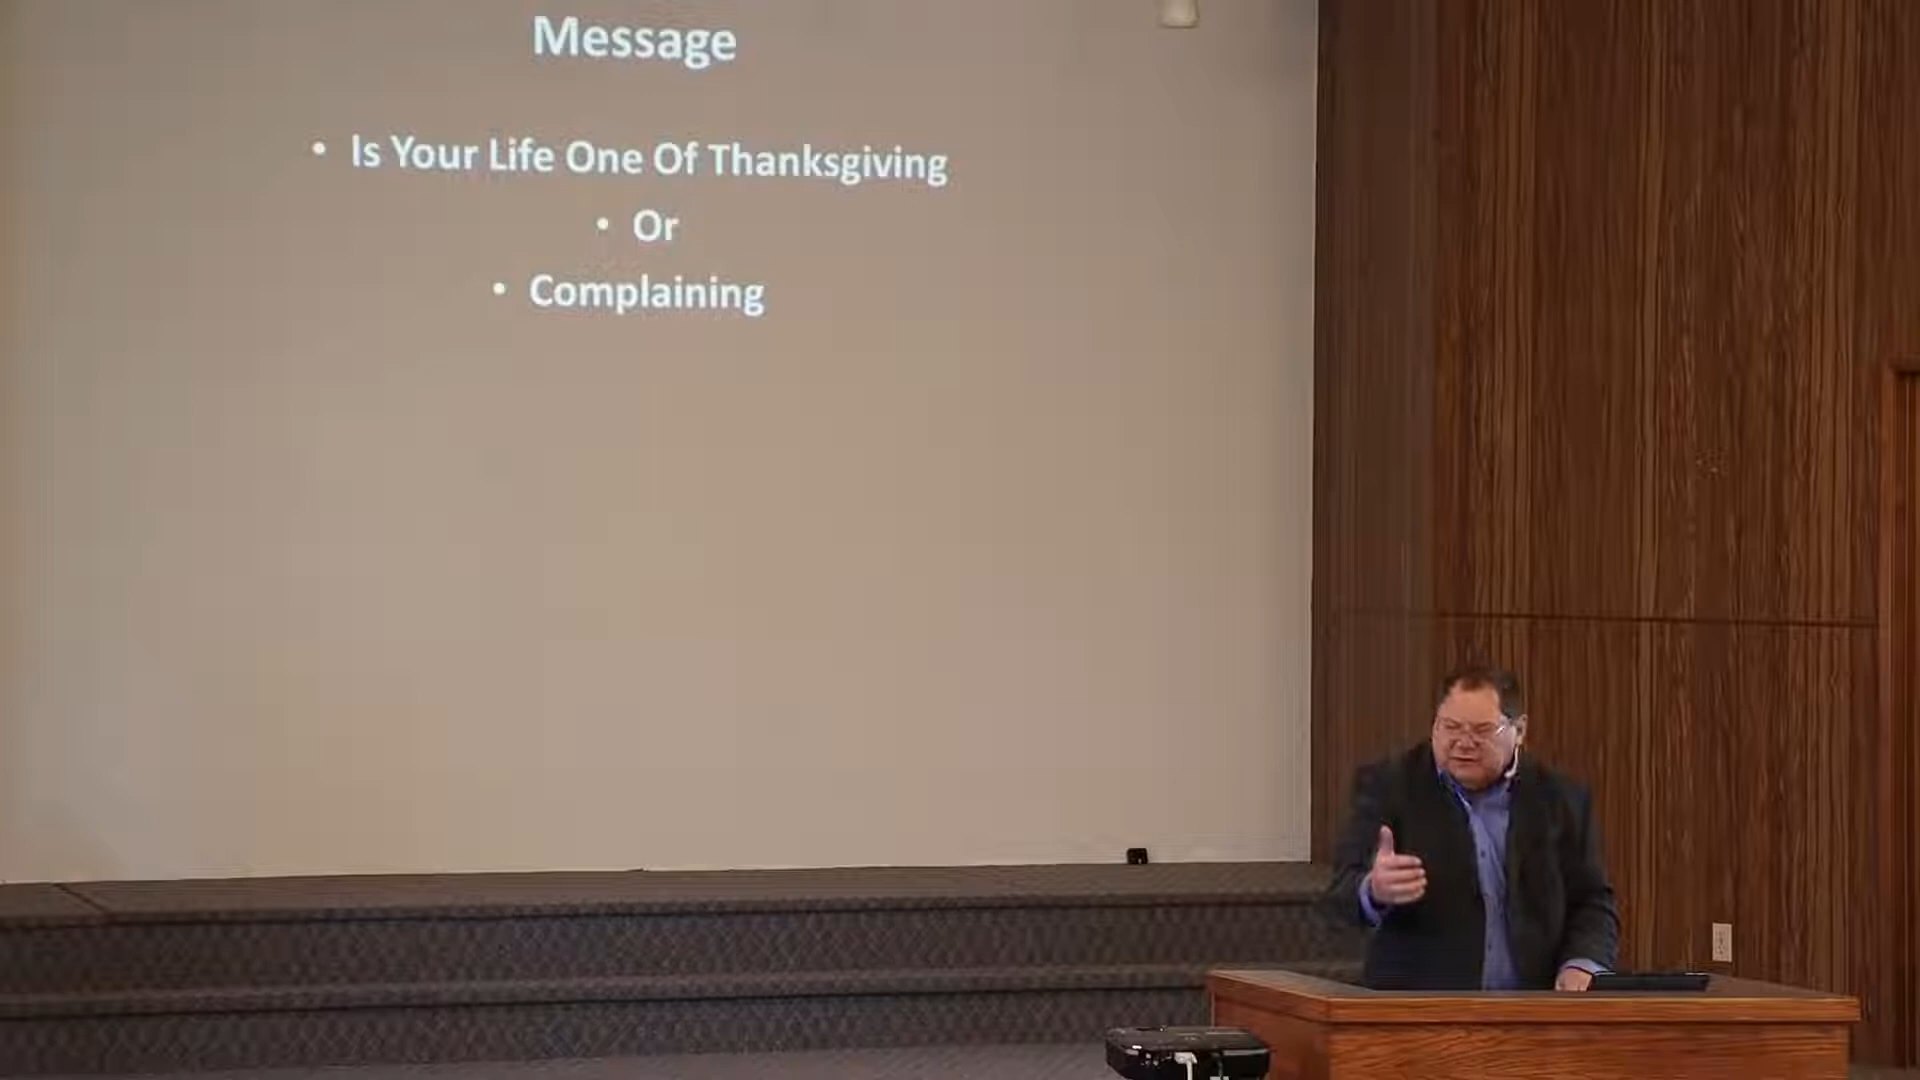 Message
• Is Your Life One Of Thanksgiving
• Or
• Complaining